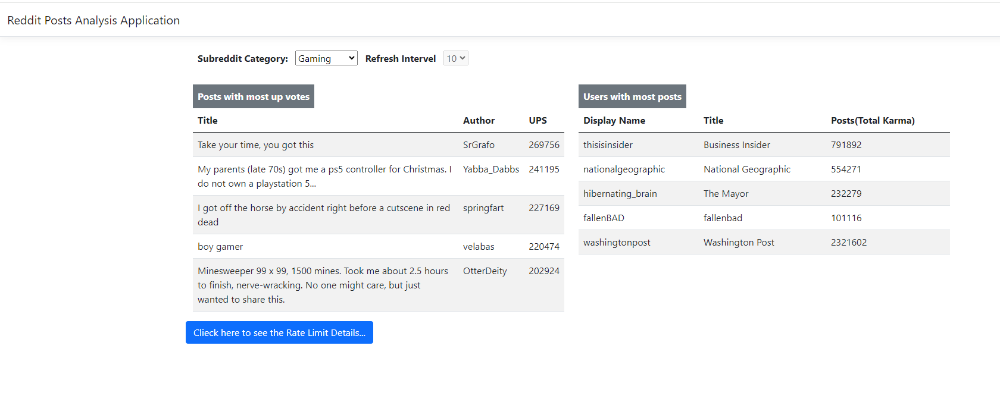 Reddit Posts Analysis Application
Subreddit Category: Gaming Refresh Intervel 10
Posts with most up votes
Title Author UPS
Take your time, you got this SrGrafo 269756
My parents (late 70s) got me a ps5 controller for Christmas. I Yabba_Dabbs 241195
do not own a playstation 5...
I got off the horse by accident right before a cutscene in red springfart 227169
dead
boy gamer velabas 220474
Minesweeper 99 x 99, 1500 mines. Took me about 2.5 hours OtterDeity 202924
to finish, nerve-wracking. No one might care, but just
wanted to share this.
Users with most posts
Display Name Title Posts(Total Karma)
thisisinsider Business Insider 791892
nationalgeographic National Geographic 554271
hibernating_brain The Mayor 232279
fallenBAD fallenbad 101116
washingtonpost Washington Post 2321602
Clieck here to see the Rate Limit Details...